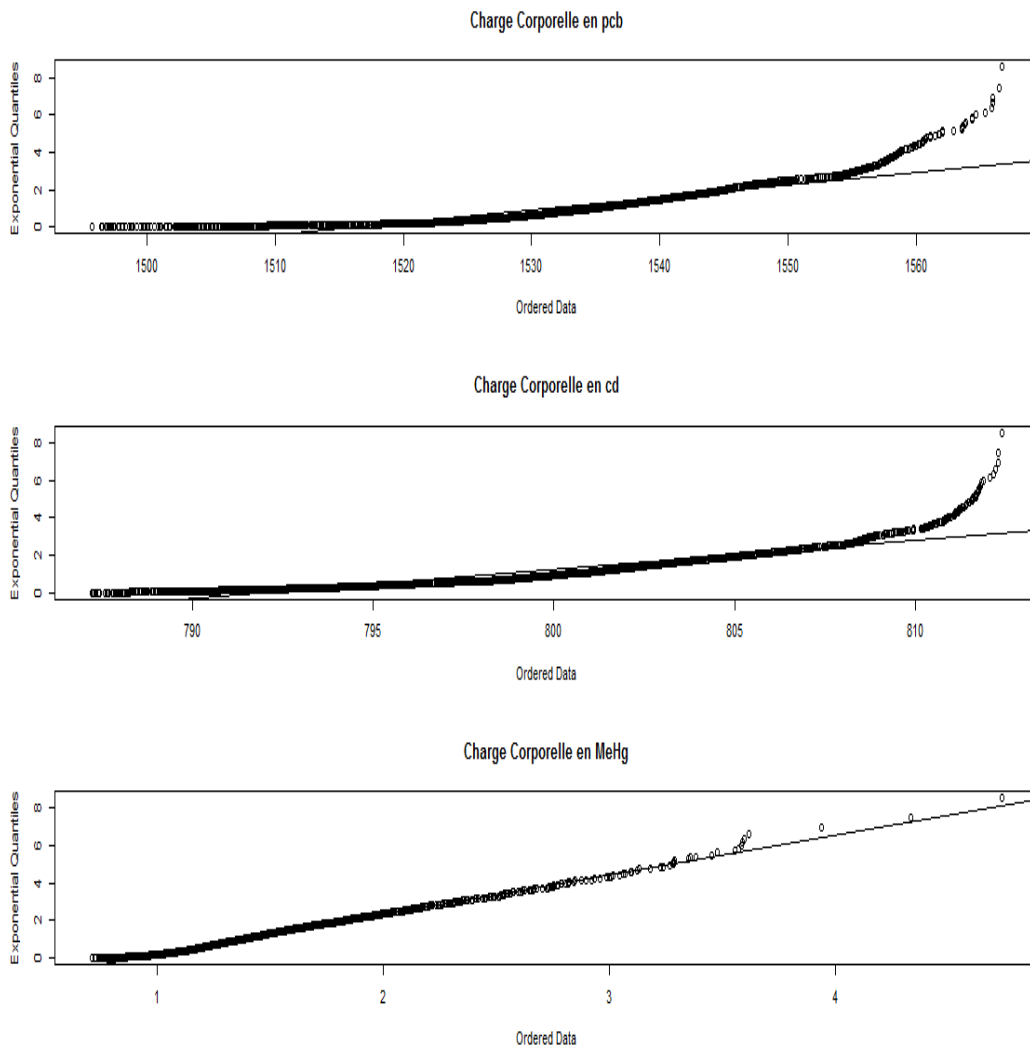 Charge Corporelle en pcb
Exponential Quantiles
8
6
4
2
0
1500 1510 1520 1530 1540 1550 1560
Ordered Data
Charge Corporelle en cd
Exponential Quantiles
8
6
4
2
0
790 795 800 805 810
Ordered Data
Charge Corporelle en MeHg
Exponential Quantiles
8
6
4
2
0
1 2 3 4
Ordered Data